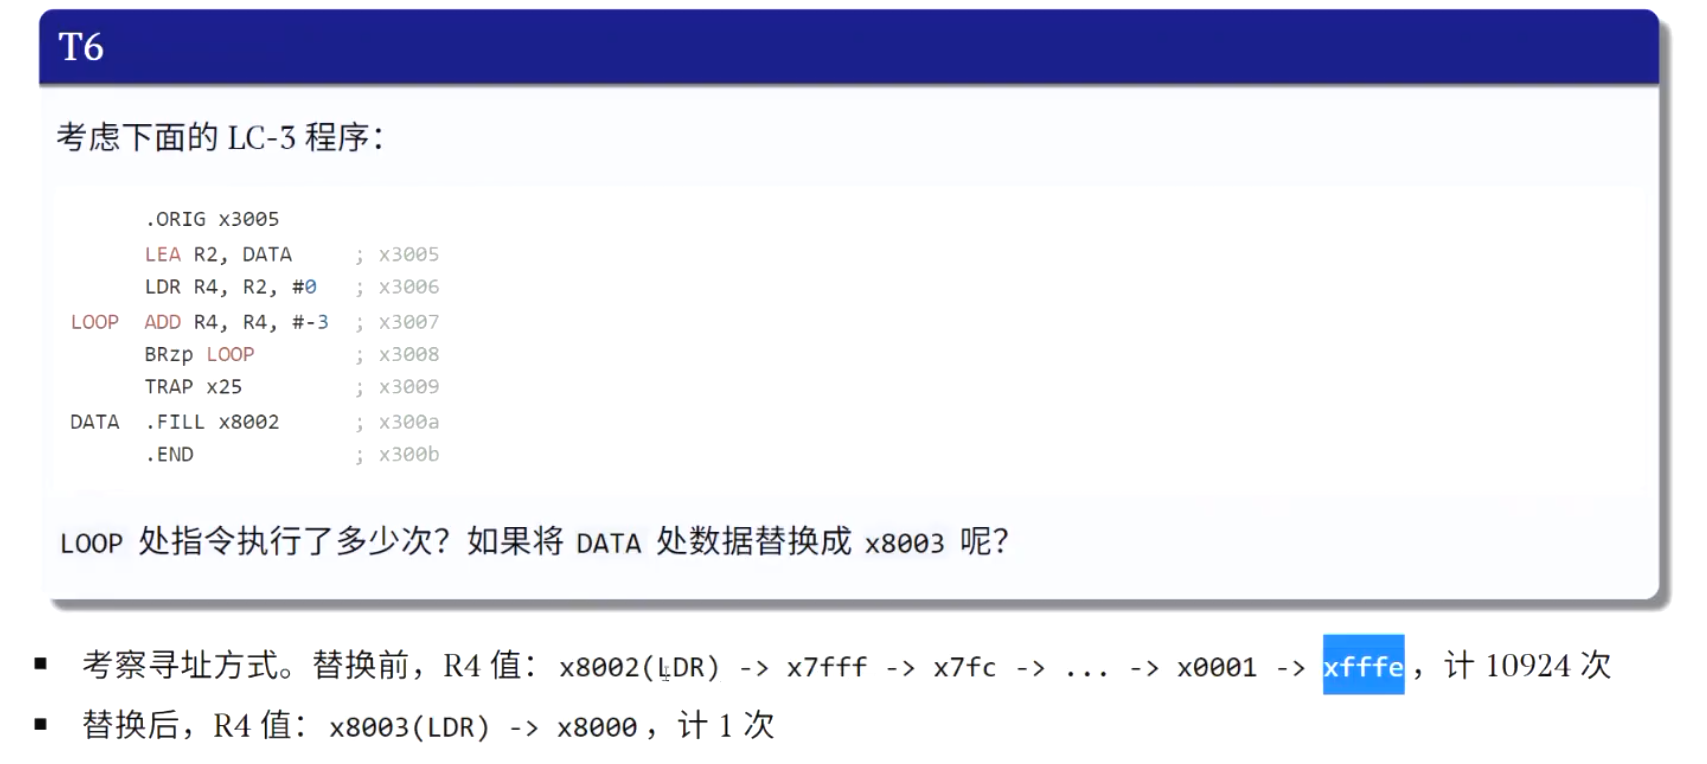 T6
考虑下面的 LC-3 程序：
.ORIG x3005
LEA R2, DATA ; x3005
LDR R4, R2, #0 ; x3006
LOOP ADD R4, R4, #-3 ; x3007
BRzp LOOP ; x3008
TRAP x25 ; x3009
DATA .FILL x8002 ; x300a
.END ; x300b
LOOP 处指令执行了多少次？如果将 DATA 处数据替换成 x8003 呢？
▪ 考察寻址方式。替换前，R4 值：x8002(LDR) -> x7fff -> x7fc -> ... -> x0001 -> xfffe，计 10924 次
▪ 替换后，R4 值：x8003(LDR) -> x8000，计 1 次